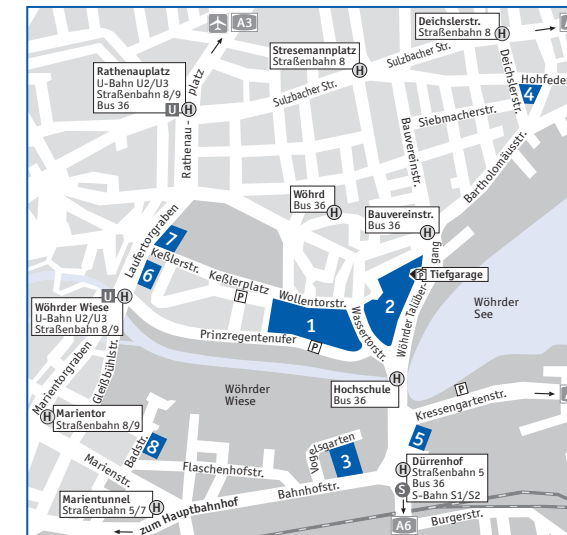 A3
Deichslerstr.
Straßenbahn 8
H
A
Stresemannplatz
Straßenbahn 8
H
Sulzbacher Str.
Rathenauplatz
U-Bahn U2/U3
Straßenbahn 8/9
Bus 36
U H
Rathenau - platz
Sulzbacher Str.
Deichslerstr.
Hohfede
4
Siebmacherstr.
Bauvereinstr.
Bartholomäusstr.
Wöhrd
Bus 36
H
Bauvereinstr.
Bus 36
H
Laufertorgraben
7
6
Keßlerstr.
Keßlerplatz
P
Wollentorstr.
P Tiefgarage
2
1
Wassertorstr.
Wöhrder Talübergang
Wöhrder
See
U H
Wöhrder Wiese
U-Bahn U2/U3
Straßenbahn 8/9
Prinzregentenufer
P
Marientorgraben
Gleißbühlstr.
Wöhrder
Wiese
H
Hochschule
Bus 36
P
Kressengartenstr.
A
H
Marientor
Straßenbahn 8/9
Badstr.
8
Vogelsgarten
3
5
Marienstr.
Flaschenhofstr.
Bahnhofstr.
H
S
Dürrenhof
Straßenbahn 5
Bus 36
S-Bahn S1/S2
Marientunnel
Straßenbahn 5/7
H
zum Hauptbahnhof
A6
Burgerstr.